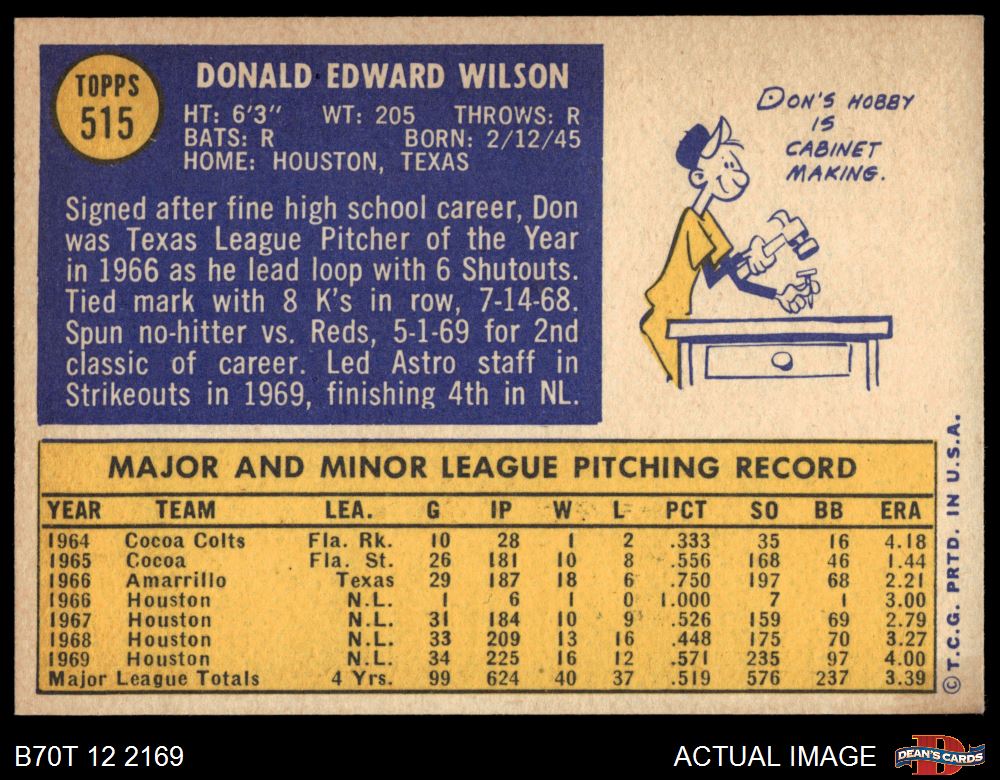 TOPPS
515
DONALD EDWARD WILSON
HT: 6'3" WT: 205 THROWS: R
BATS: R BORN: 2/12/45
HOME: HOUSTON, TEXAS
Signed after fine high school career, Don
was Texas League Pitcher of the Year
in 1966 as he lead loop with 6 Shutouts.
Tied mark with 8 K's in row, 7-14-68.
Spun no-hitter vs. Reds, 5-1-69 for 2nd
classic of career. Led Astro staff in
Strikeouts in 1969, finishing 4th in NL.
DON'S HOBBY
IS
CABINET
MAKING.
MAJOR AND MINOR LEAGUE PITCHING RECORD
YEAR TEAM LEA. G IP W L PCT SO BB ERA
1964 Cocoa Colts Fla. Rk. 10 28 1 2 .333 35 16 4.18
1965 Cocoa Fla. St. 26 181 10 8 .556 168 46 1.44
1966 Amarrillo Texas 29 187 18 6 .750 197 68 2.21
1966 Houston N.L. 1 6 1 0 1.000 7 1 3.00
1967 Houston N.L. 31 184 10 9 .526 159 69 2.79
1968 Houston N.L. 33 209 13 16 .448 175 70 3.27
1969 Houston N.L. 34 225 16 12 .571 235 97 4.00
Major League Totals 4 Yrs. 99 624 40 37 .519 576 237 3.39
© T.C.G. PRTD. IN U.S.A.
B70T 12 2169
ACTUAL IMAGE
DEAN'S CARDS